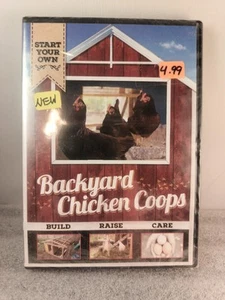 START
YOUR
OWN
4.99
NEW
Backyard
Chicken Coops
BUILD RAISE CARE